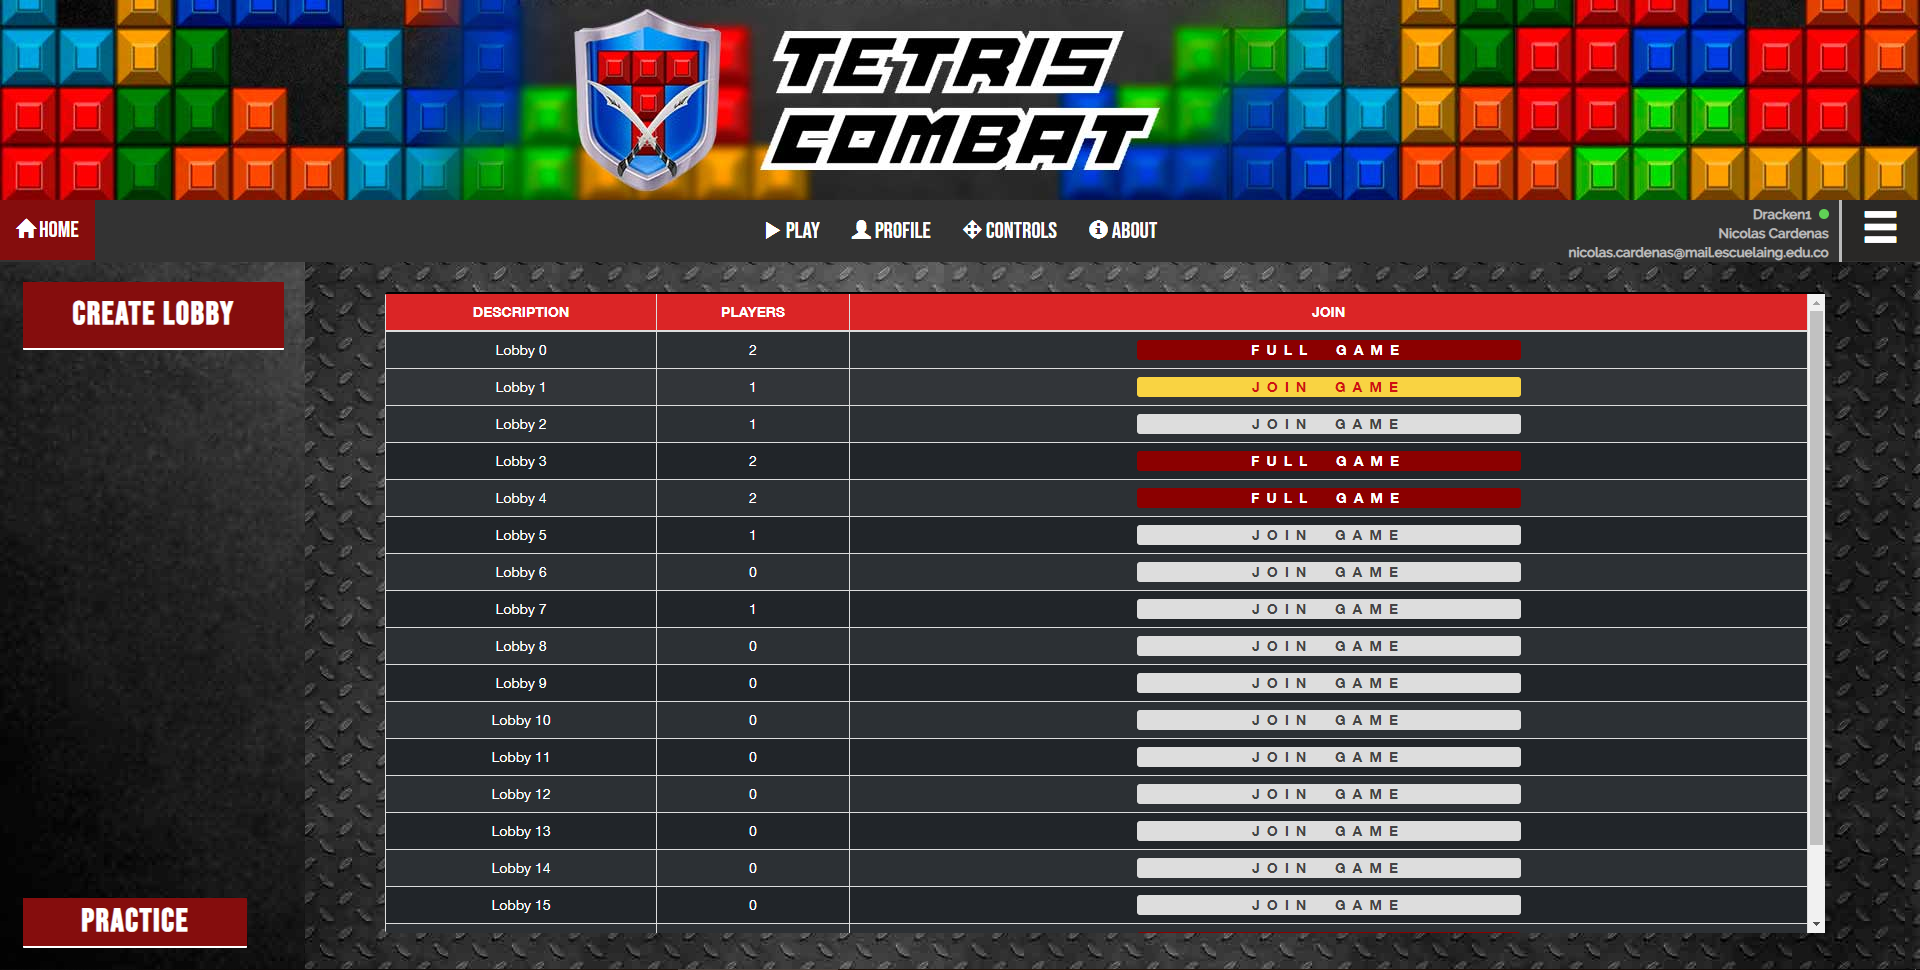 TETRIS
COMBAT
HOME
PLAY
PROFILE
CONTROLS
ABOUT
Dracken1
Nicolas Cardenas
nicolas.cardenas@mail.escuelaing.edu.co
CREATE LOBBY
PRACTICE
DESCRIPTION PLAYERS JOIN
Lobby 0 2 FULL GAME
Lobby 1 1 JOIN GAME
Lobby 2 1 JOIN GAME
Lobby 3 2 FULL GAME
Lobby 4 2 FULL GAME
Lobby 5 1 JOIN GAME
Lobby 6 0 JOIN GAME
Lobby 7 1 JOIN GAME
Lobby 8 0 JOIN GAME
Lobby 9 0 JOIN GAME
Lobby 10 0 JOIN GAME
Lobby 11 0 JOIN GAME
Lobby 12 0 JOIN GAME
Lobby 13 0 JOIN GAME
Lobby 14 0 JOIN GAME
Lobby 15 0 JOIN GAME